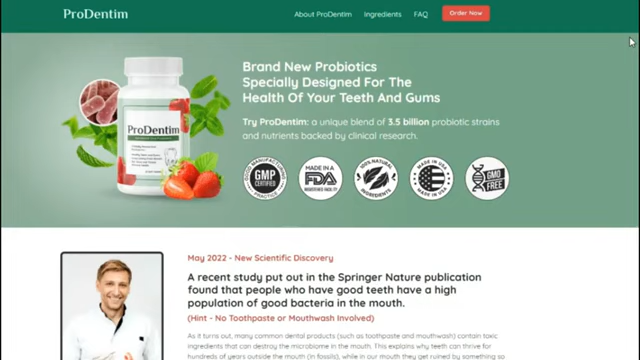 ProDentim
About ProDentim
Ingredients
FAQ
Order Now
Brand New Probiotics
Specially Designed For The
Health Of Your Teeth And Gums
Try ProDentim: a unique blend of 3.5 billion probiotic strains
and nutrients backed by clinical research.
ProDentim
GOOD MANUFACTURING
GMP
CERTIFIED
PRACTICE
MADE IN A
FDA
REGISTERED FACILITY
100% NATURAL
INGREDIENTS
MADE IN USA
MADE IN USA
GMO
FREE
May 2022 - New Scientific Discovery
A recent study put out in the Springer Nature publication
found that people who have good teeth have a high
population of good bacteria in the mouth.
(Hint - No Toothpaste or Mouthwash Involved)
As it turns out, many common dental products (such as toothpaste and mouthwash) contain toxic
ingredients that can destroy the microbiome in the mouth. This explains why teeth can thrive for
hundreds of years outside the mouth (in fossils), while in our mouth they get ruined by something so